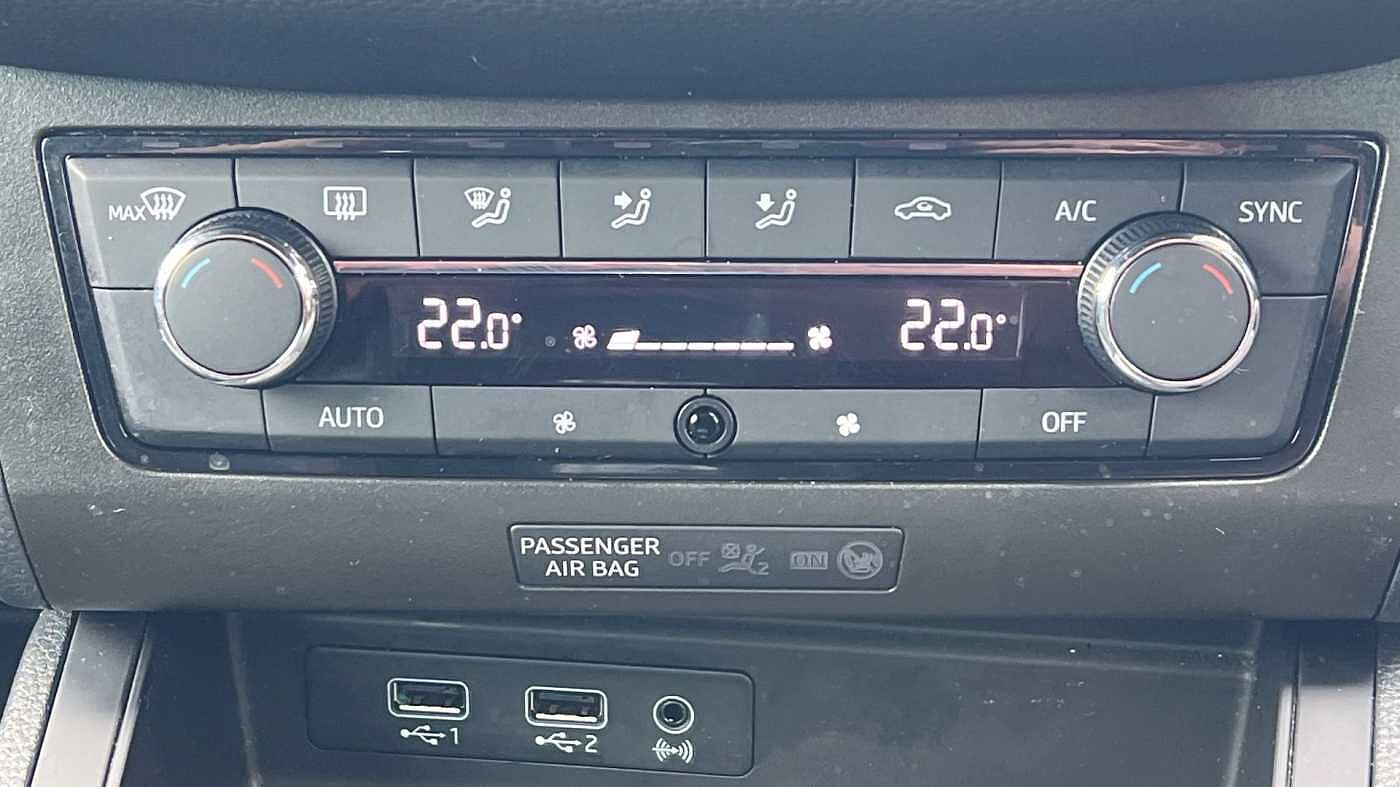 MAX
A/C
SYNC
22.0°
22.0°
AUTO
OFF
PASSENGER
AIR BAG
OFF
2
ON
1
2